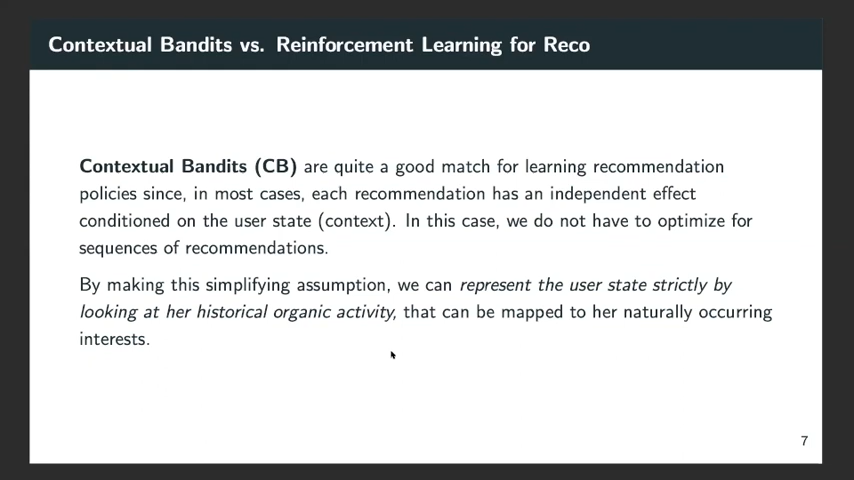 Contextual Bandits vs. Reinforcement Learning for Reco
Contextual Bandits (CB) are quite a good match for learning recommendation
policies since, in most cases, each recommendation has an independent effect
conditioned on the user state (context). In this case, we do not have to optimize for
sequences of recommendations.
By making this simplifying assumption, we can represent the user state strictly by
looking at her historical organic activity, that can be mapped to her naturally occurring
interests.
7